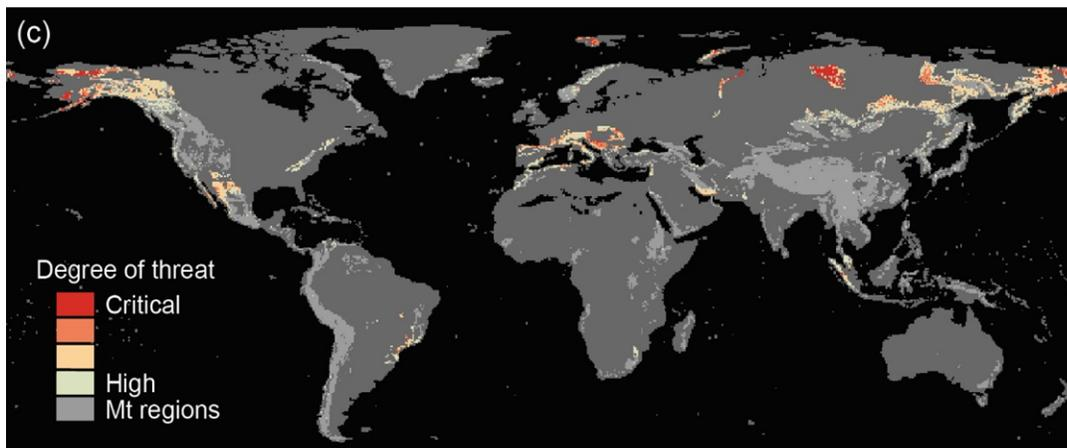 (c)
Degree of threat
Critical
High
Mt regions